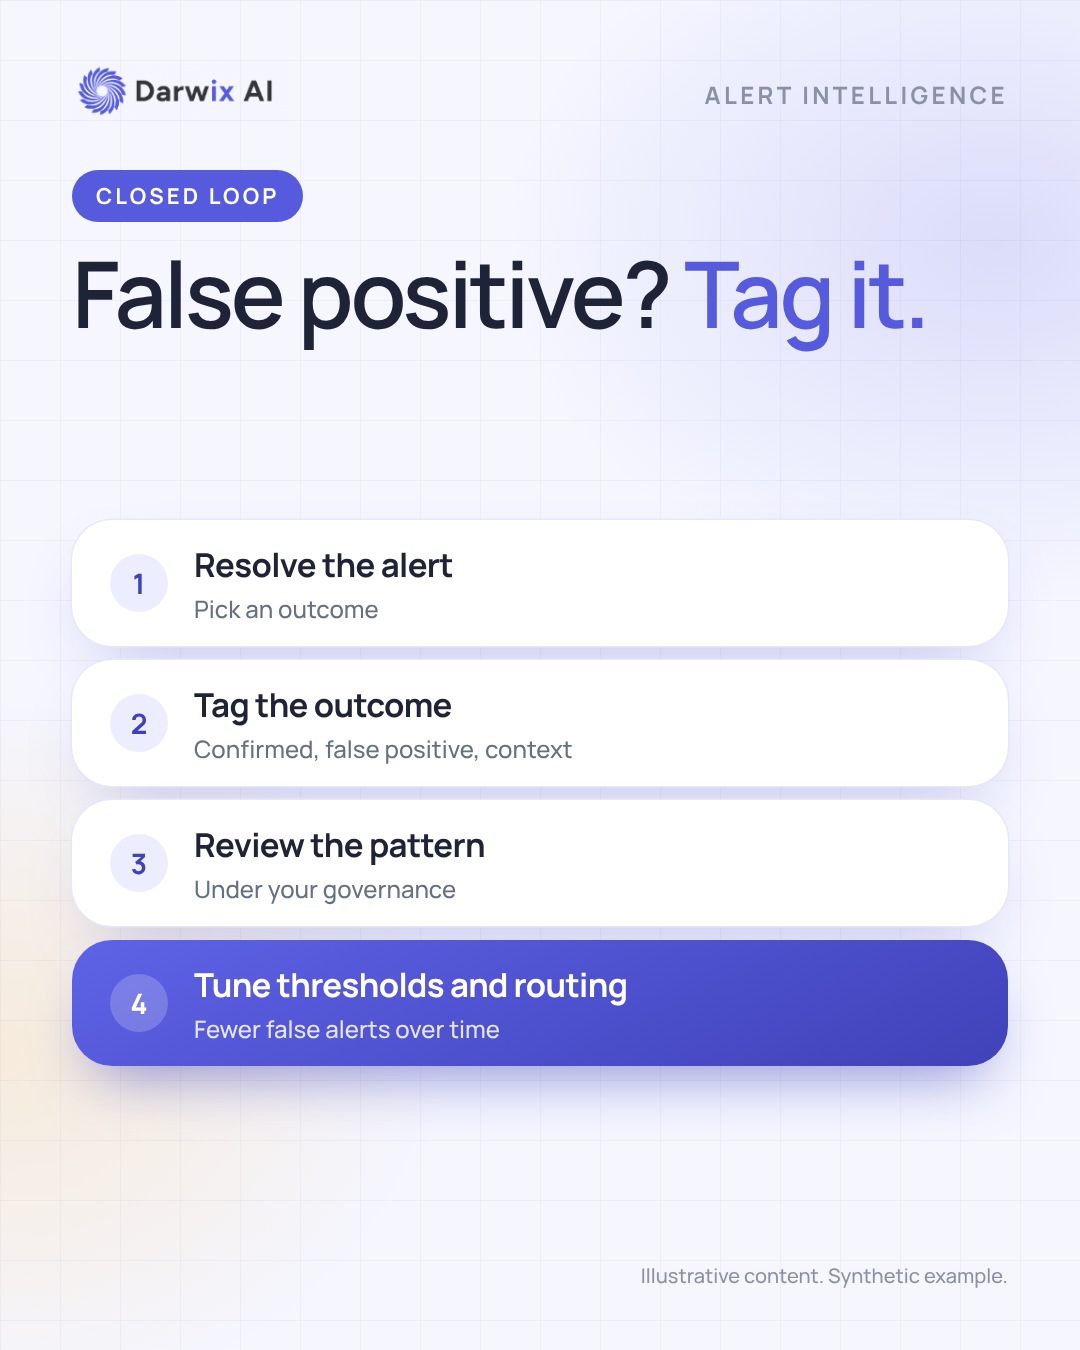 Darwix AI
ALERT INTELLIGENCE
CLOSED LOOP
False positive? Tag it.
1
Resolve the alert
Pick an outcome
2
Tag the outcome
Confirmed, false positive, context
3
Review the pattern
Under your governance
4
Tune thresholds and routing
Fewer false alerts over time
Illustrative content. Synthetic example.